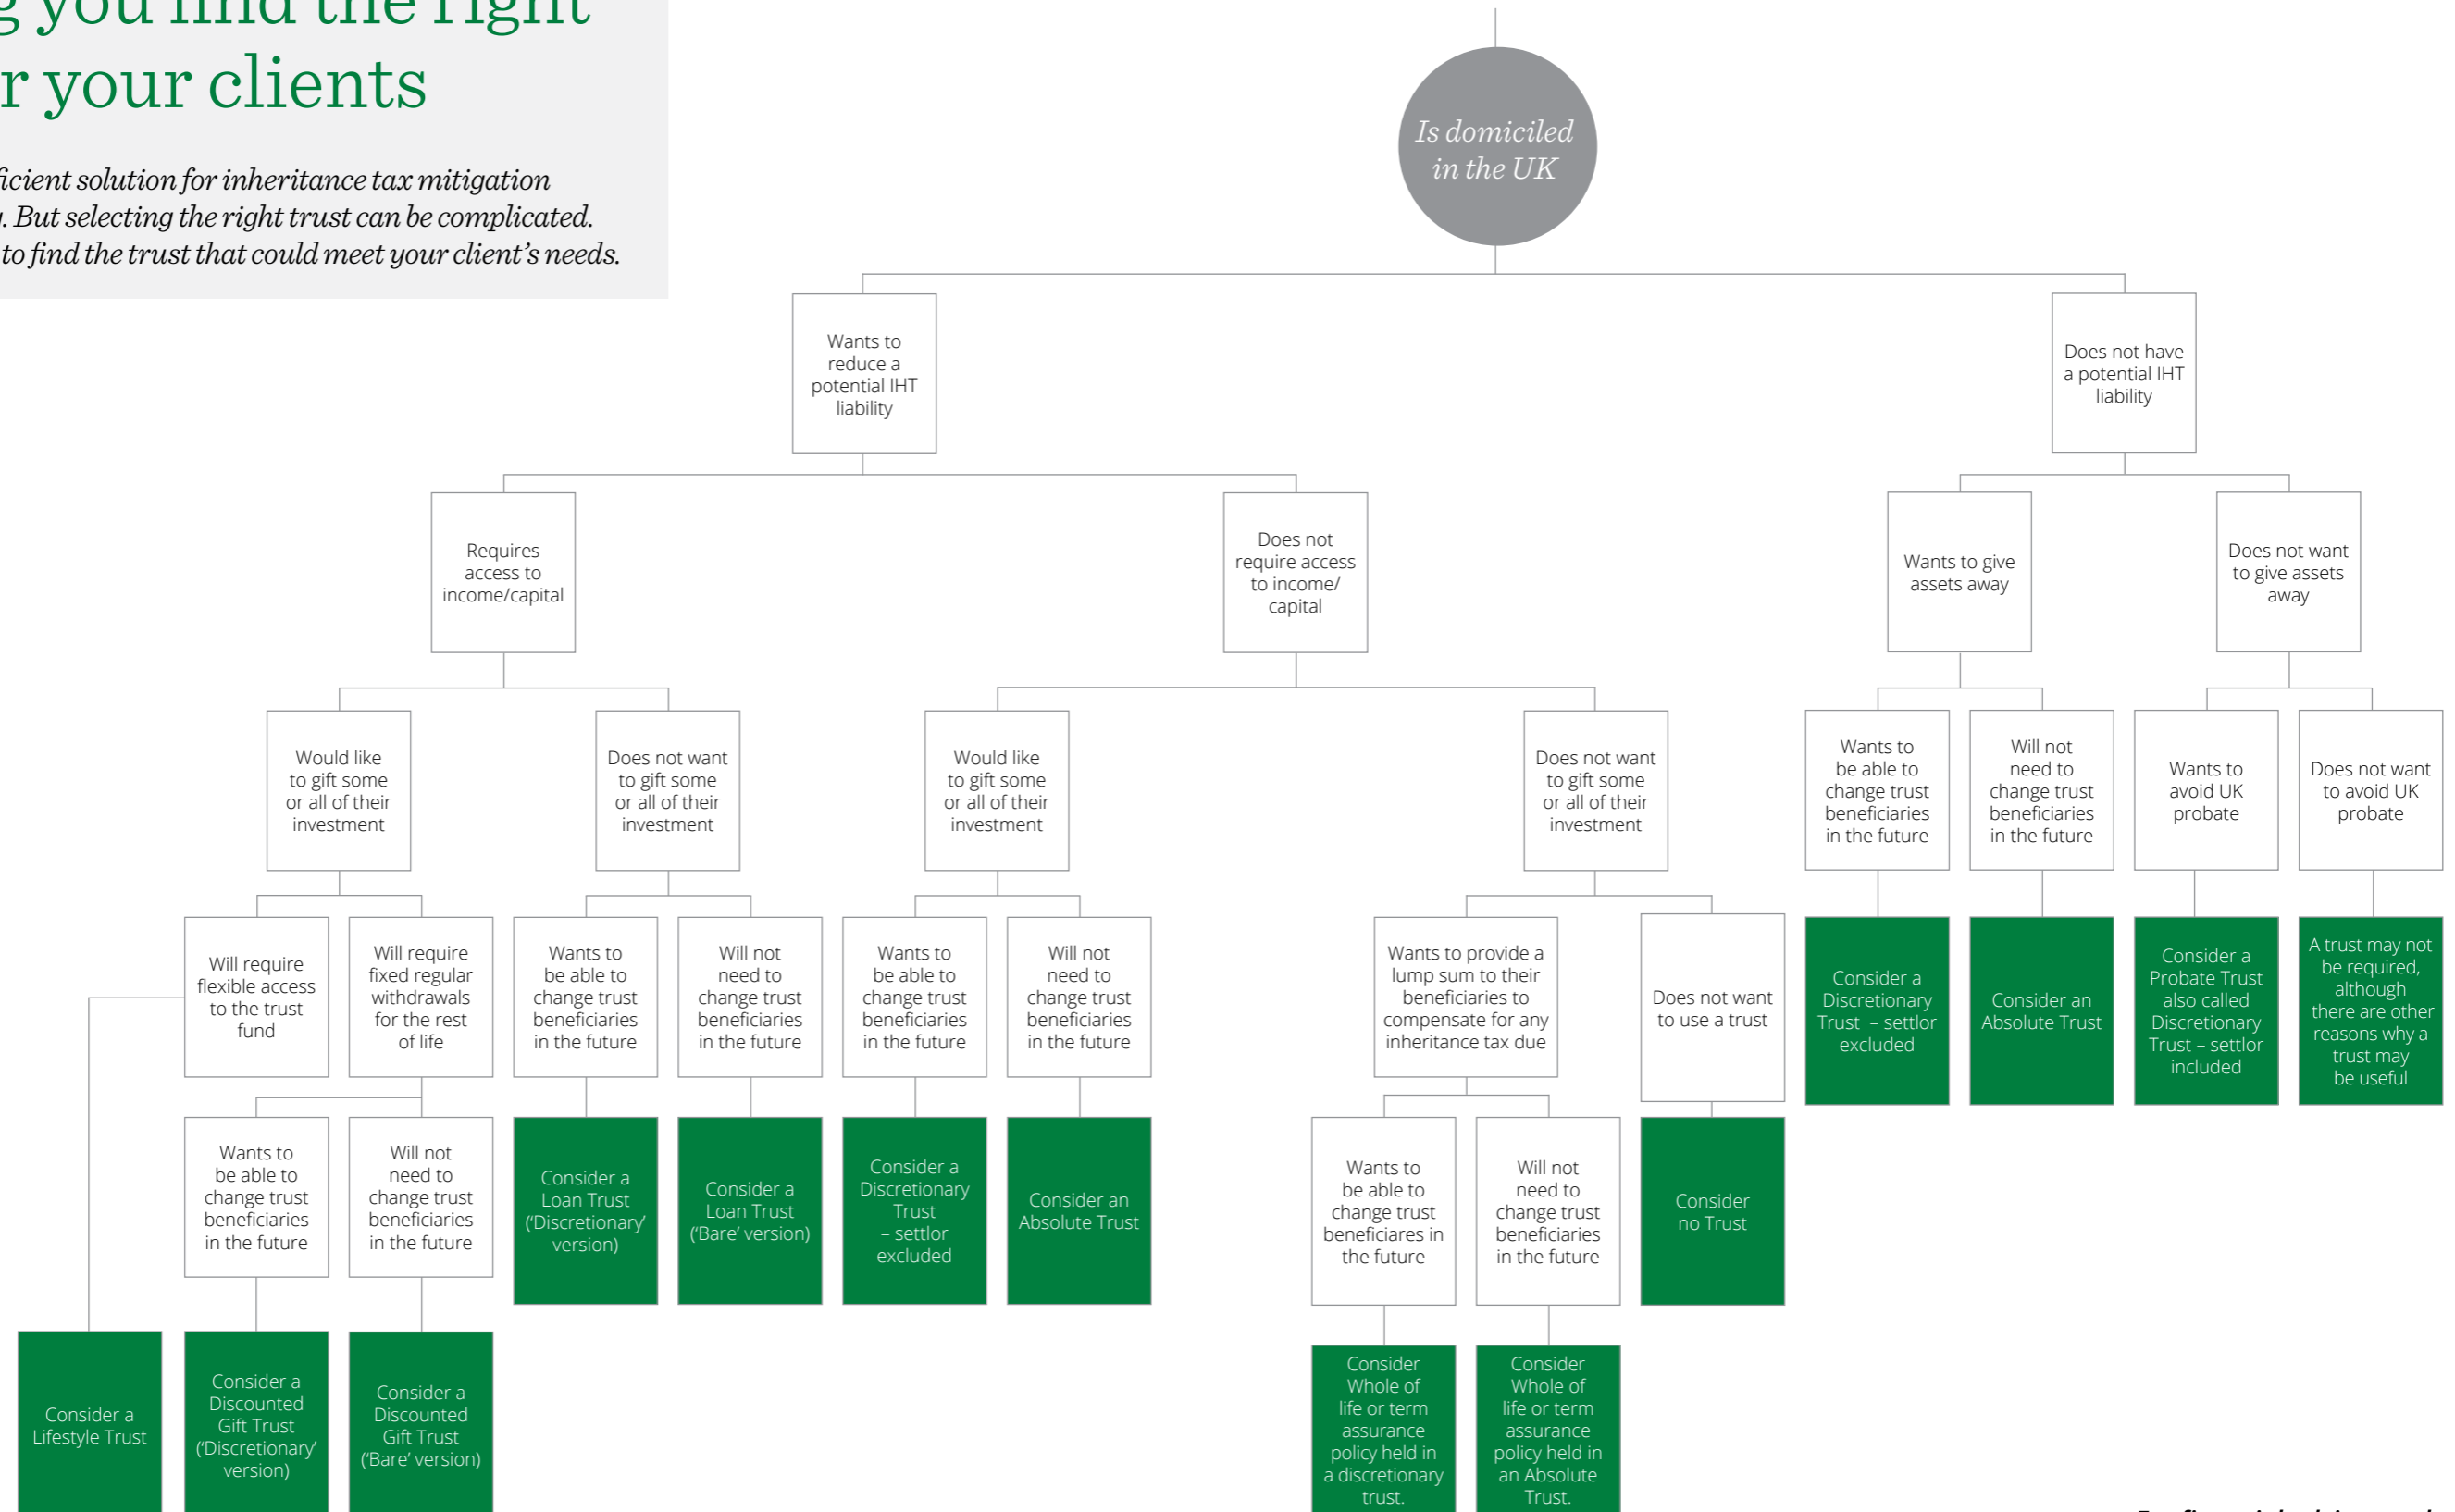 g you find the right
r your clients
ficient solution for inheritance tax mitigation
. But selecting the right trust can be complicated.
to find the trust that could meet your client's needs.
Is domiciled
in the UK
Wants to
reduce a
potential IHT
liability
Does not have
a potential IHT
liability
Requires
access to
income/capital
Does not
require access
to income/
capital
Wants to give
assets away
Does not want
to give assets
away
Would like
to gift some
or all of their
investment
Does not want
to gift some
or all of their
investment
Would like
to gift some
or all of their
investment
Does not want
to gift some
or all of their
investment
Wants to
be able to
change trust
beneficiaries
in the future
Will not
need to
change trust
beneficiaries
in the future
Wants to
avoid UK
probate
Does not want
to avoid UK
probate
Will require
flexible access
to the trust
fund
Will require
fixed regular
withdrawals
for the rest
of life
Wants to
be able to
change trust
beneficiaries
in the future
Will not
need to
change trust
beneficiaries
in the future
Wants to
be able to
change trust
beneficiaries
in the future
Will not
need to
change trust
beneficiaries
in the future
Wants to provide a
lump sum to their
beneficiaries to
compensate for any
inheritance tax due
Does not want
to use a trust
Consider a
Discretionary
Trust – settlor
excluded
Consider an
Absolute Trust
Consider a
Probate Trust
also called
Discretionary
Trust – settlor
included
A trust may not
be required,
although
there are other
reasons why a
trust may
be useful
Wants to
be able to
change trust
beneficiaries
in the future
Will not
need to
change trust
beneficiaries
in the future
Consider a
Loan Trust
('Discretionary'
version)
Consider a
Loan Trust
('Bare' version)
Consider a
Discretionary
Trust
– settlor
excluded
Consider an
Absolute Trust
Wants to
be able to
change trust
beneficiares in
the future
Will not
need to
change trust
beneficiaries
in the future
Consider
no Trust
Consider a
Lifestyle Trust
Consider a
Discounted
Gift Trust
('Discretionary'
version)
Consider a
Discounted
Gift Trust
('Bare' version)
Consider
Whole of
life or term
assurance
policy held in
a discretionary
trust.
Consider
Whole of
life or term
assurance
policy held in
an Absolute
Trust.